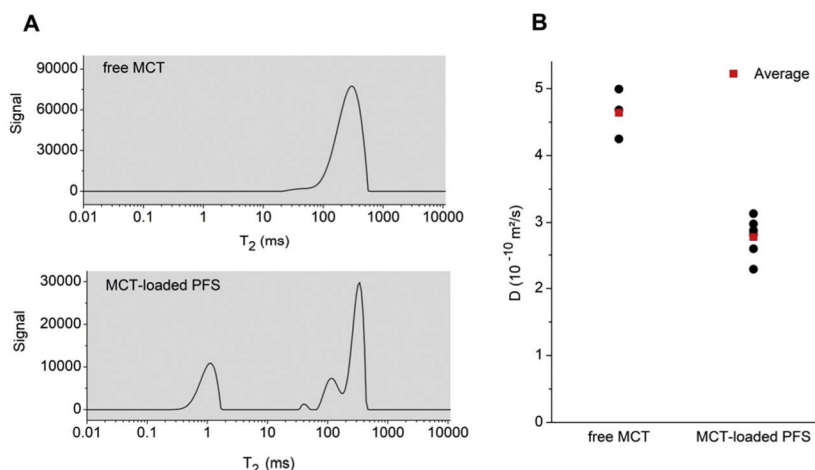 A
free MCT
Signal
90000
60000
30000
0
0.01 0.1 1 10 100 1000 10000
T2 (ms)
MCT-loaded PFS
Signal
30000
20000
10000
0
0.01 0.1 1 10 100 1000 10000
T2 (ms)
B
Average
D (10 -10 m²/s)
5
4
3
2
1
0
free MCT MCT-loaded PFS